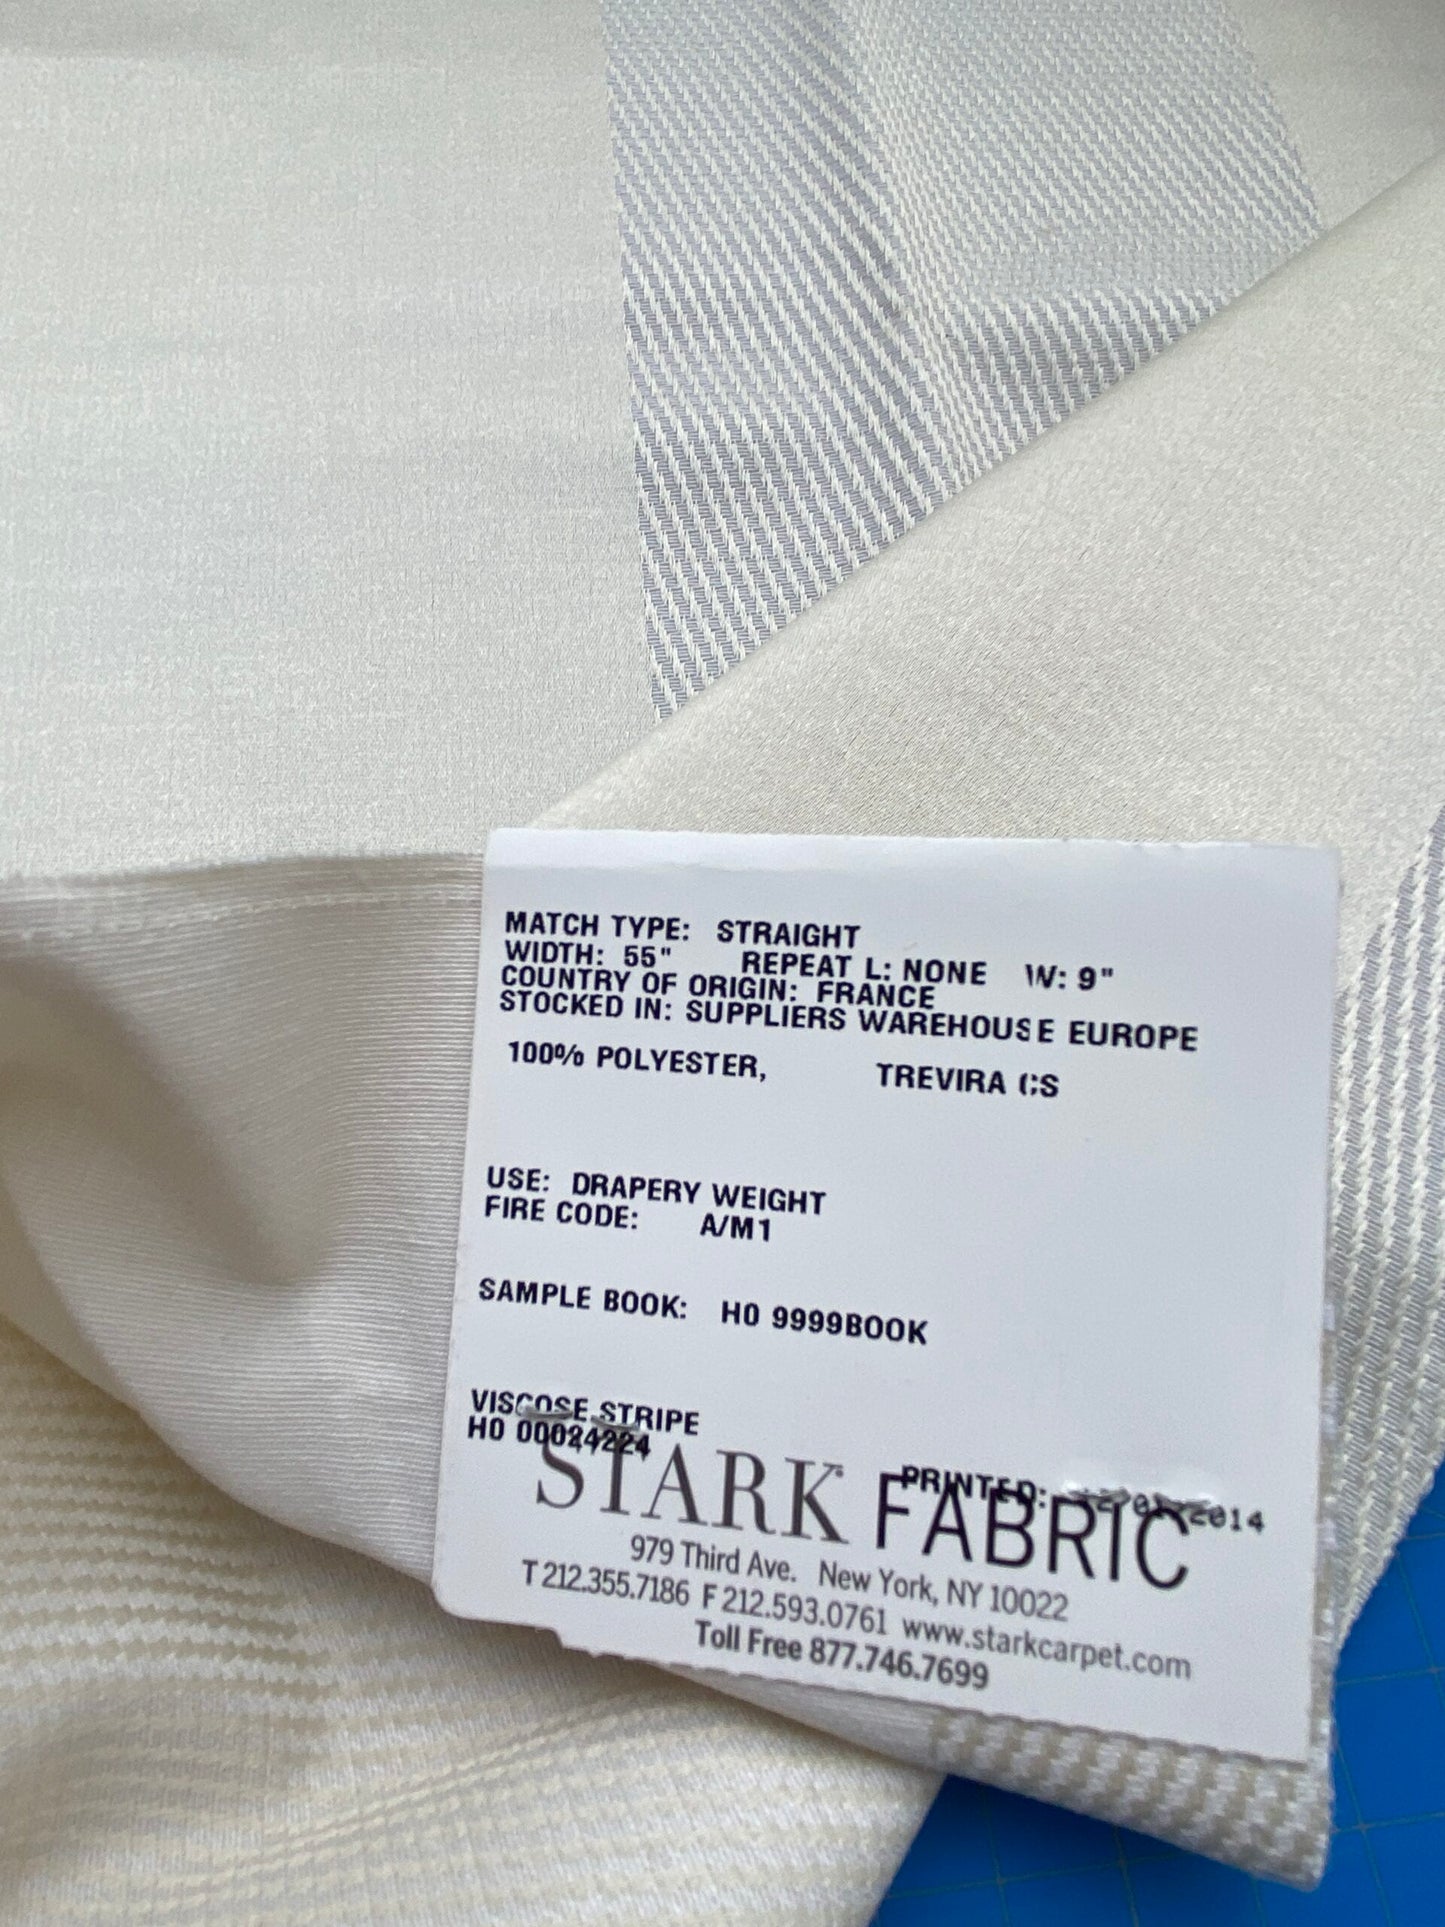 MATCH TYPE: STRAIGHT
WIDTH: 55" REPEAT L: NONE W: 9"
COUNTRY OF ORIGIN: FRANCE
STOCKED IN: SUPPLIERS WAREHOUSE EUROPE
100% POLYESTER, TREVIRA CS
USE: DRAPERY WEIGHT
FIRE CODE: A/M1
SAMPLE BOOK: H0 9999BOOK
VISCOSE STRIPE
H0 00024224
PRINTED: 2014
STARK FABRIC
979 Third Ave. New York, NY 10022
T 212.355.7186 F 212.593.0761 www.starkcarpet.com
Toll Free 877.746.7699